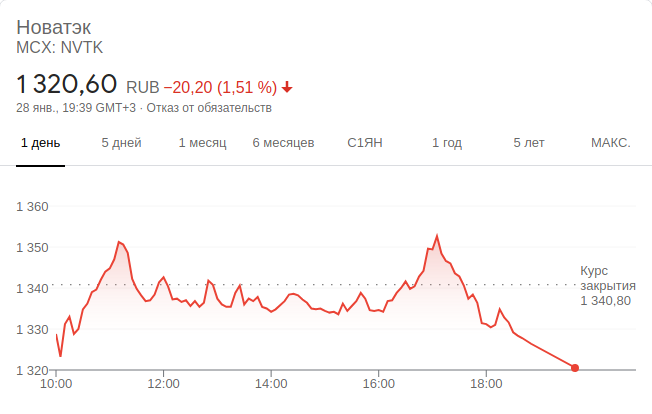 Новатэк
MCX: NVTK
1 320,60 RUB −20,20 (1,51 %)
28 янв., 19:39 GMT+3 · Отказ от обязательств
1 день 5 дней 1 месяц 6 месяцев С1ЯН 1 год 5 лет МАКС.
1 360
1 350
1 340
1 330
1 320
Курс
закрытия
1 340,80
10:00 12:00 14:00 16:00 18:00